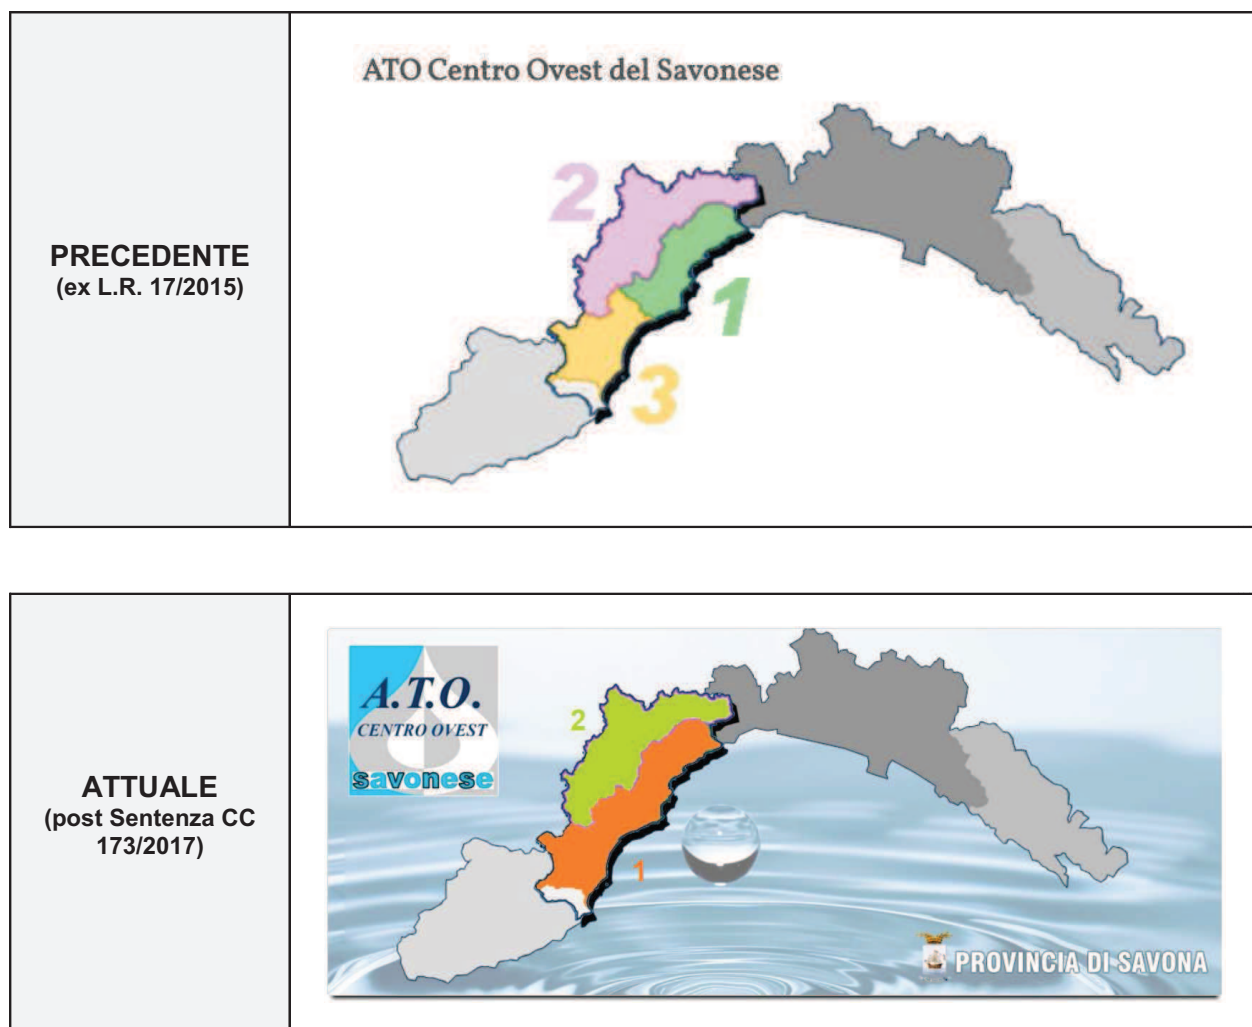 PRECEDENTE
(ex L.R. 17/2015)
ATO Centro Ovest del Savonese
2
1
3
ATTUALE
(post Sentenza CC
173/2017)
A.T.O.
CENTRO OVEST
savonese
2
1
PROVINCIA DI SAVONA